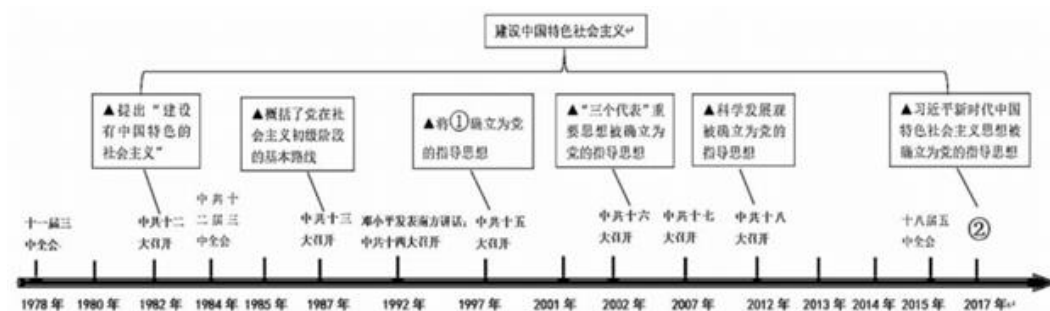 建设中国特色社会主义↵
▲提出“建设
有中国特色的
社会主义”
▲概括了党在社
会主义初级阶段
的基本路线
▲将①确立为党
的指导思想
▲“三个代表”重
要思想被确立为
党的指导思想
▲科学发展观
被确立为党的
指导思想
▲习近平新时代中国
特色社会主义思想被
确立为党的指导思想
十一届三
中全会
中共十二
大召开
中共十
二届三
中全会
中共十三
大召开
邓小平发表南方讲话；
中共十四大召开
中共十五
大召开
中共十六
大召开
中共十七
大召开
中共十八
大召开
十八届五
中全会
②
1978年 1980年 1982年 1984年 1985年 1987年 1992年 1997年 2001年 2002年 2007年 2012年 2013年 2014年 2015年 2017年↵